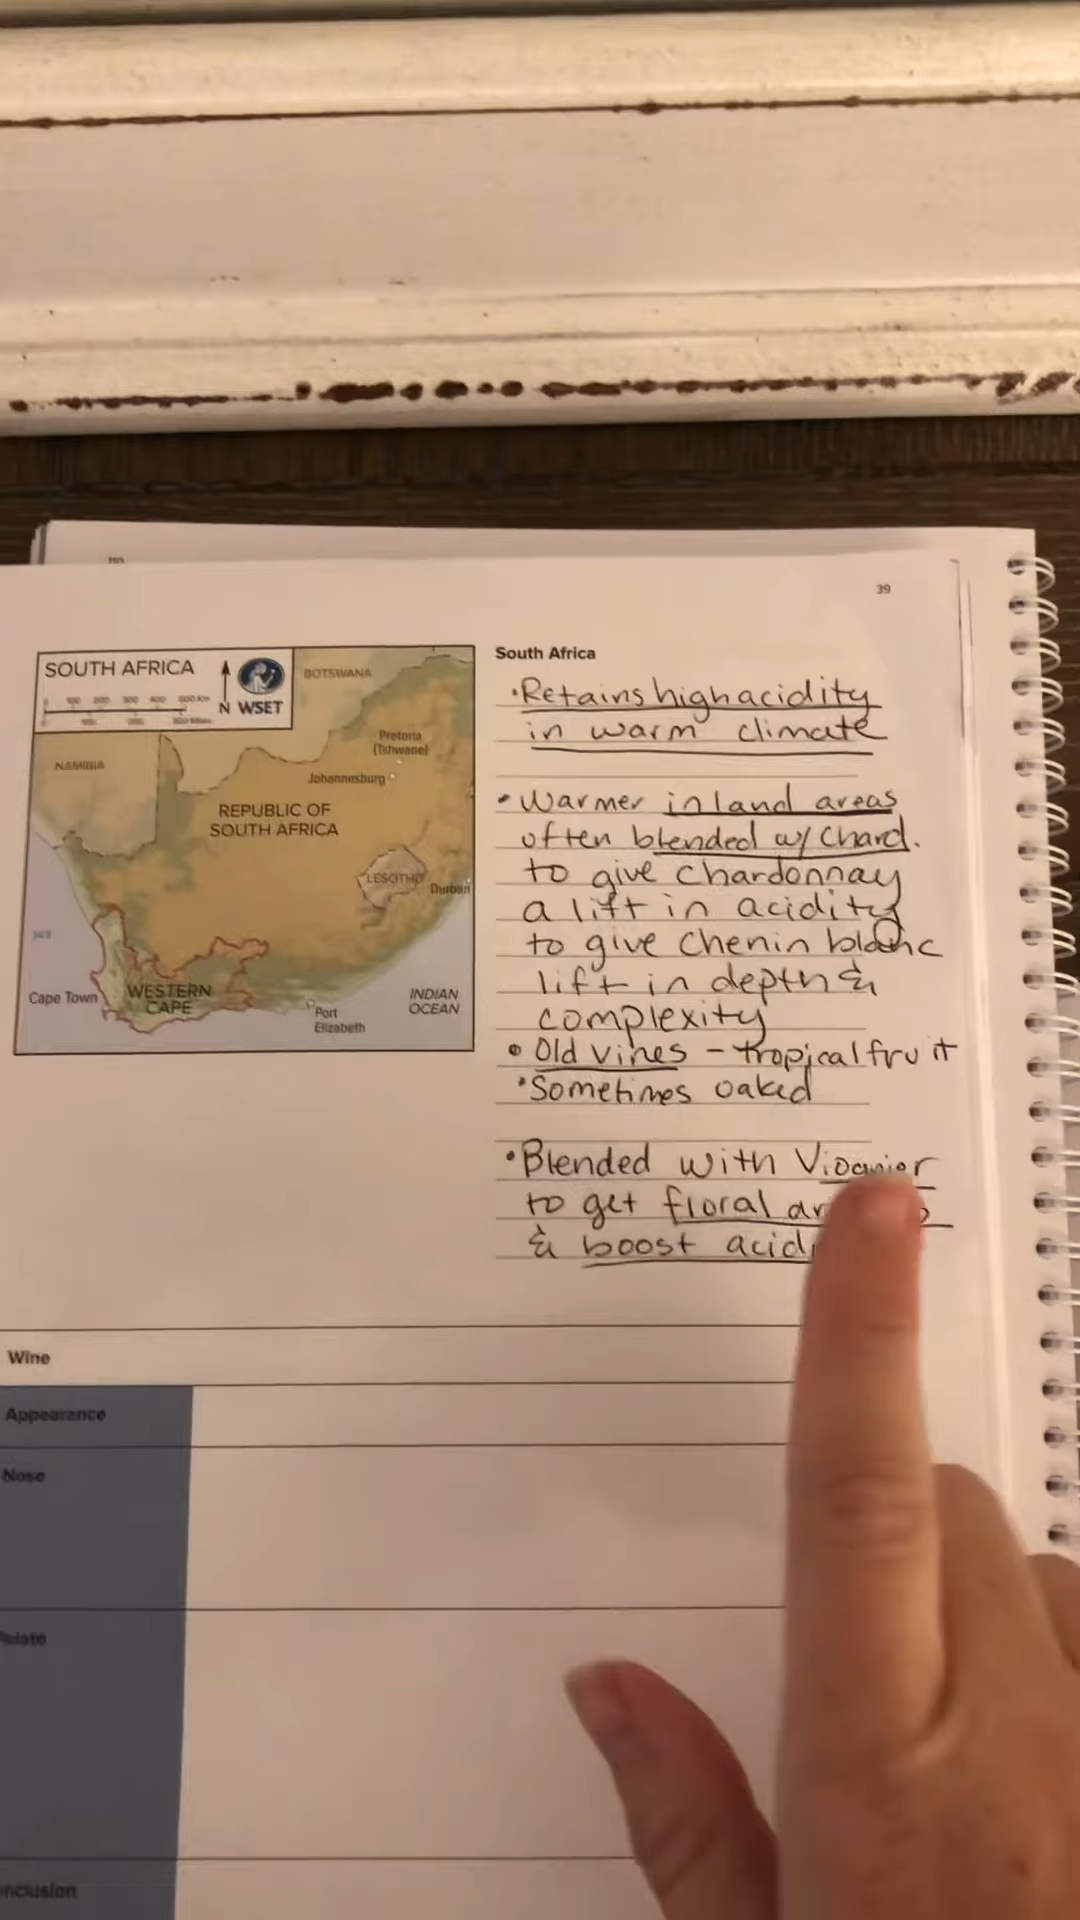 39
SOUTH AFRICA
N WSET
BOTSWANA
NAMIBIA
Pretoria
(Tshwane)
Johannesburg
REPUBLIC OF
SOUTH AFRICA
LESOTHO
Durban
Cape Town
WESTERN
CAPE
Port
Elizabeth
INDIAN
OCEAN
South Africa
• Retains high acidity
in warm climate
• Warmer inland areas
often blended w/ Chard.
to give chardonnay
a lift in acidity
to give chenin blanc
lift in depth &
complexity
• Old vines – tropical fruit
• Sometimes oaked
• Blended with Viognier
to get floral
& boost
Wine
Appearance
Nose